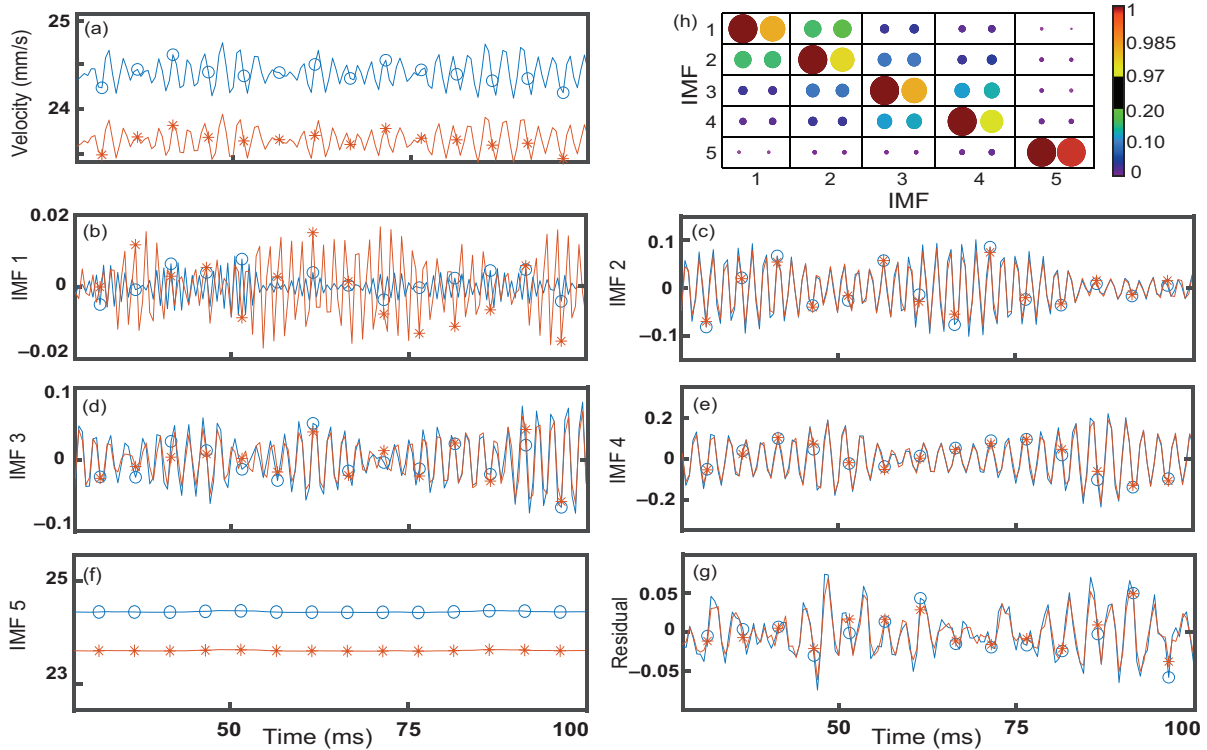 (a)
25
24
Velocity (mm/s)
(h)
1
2
3
4
5
IMF
1 2 3 4 5
IMF
1
0.985
0.97
0.20
0.10
0
(b)
0.02
0
–0.02
IMF 1
(c)
0.1
0
–0.1
IMF 2
(d)
0.1
0
–0.1
IMF 3
(e)
0.2
0
–0.2
IMF 4
(f)
25
23
IMF 5
50 75 100
Time (ms)
(g)
0.05
0
–0.05
Residual
50 75 100
Time (ms)